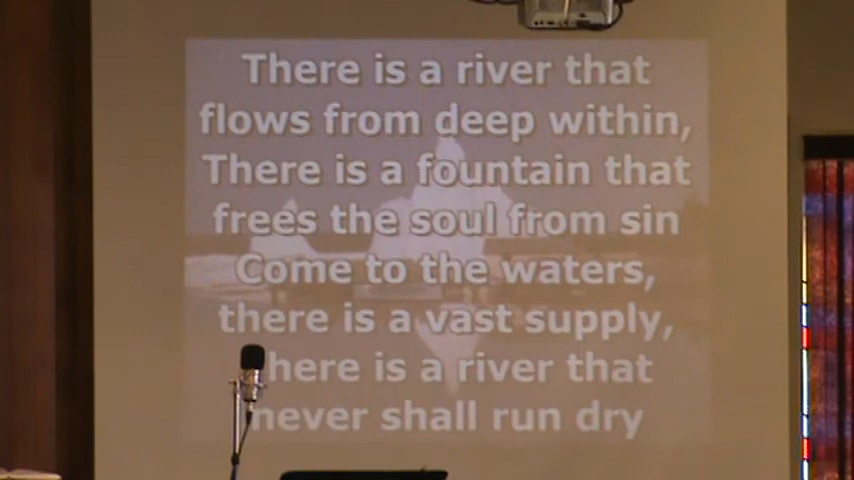 There is a river that
flows from deep within,
There is a fountain that
frees the soul from sin
Come to the waters,
there is a vast supply,
There is a river that
never shall run dry